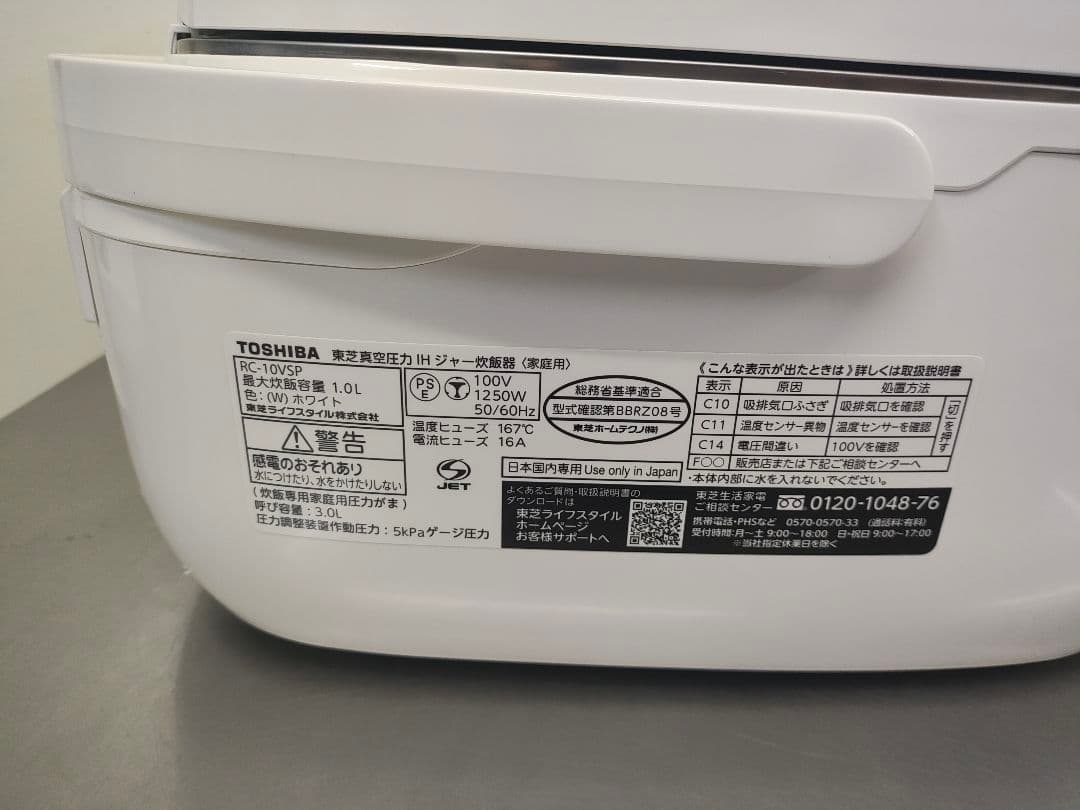 TOSHIBA 東芝真空圧力IHジャー炊飯器〈家庭用〉
RC-10VSP
最大炊飯容量 1.0L
色：(W) ホワイト
東芝ライフスタイル株式会社
警告
感電のおそれあり
水につけたり、水をかけたりしない
(炊飯専用家庭用圧力がま)
呼び容量：3.0L
圧力調整装置作動圧力：5kPaゲージ圧力
PS
E
100V
1250W
50/60Hz
温度ヒューズ 167℃
電流ヒューズ 16A
JET
総務省基準適合
型式確認第BBRZ08号
東芝ホームテクノ(株)
日本国内専用 Use only in Japan
よくあるご質問・取扱説明書の
ダウンロードは
東芝ライフスタイル
ホームページ
お客様サポートへ
《こんな表示が出たときは》詳しくは取扱説明書
表示 原因 処置方法
C10 吸排気口ふさぎ 吸排気口を確認
C11 温度センサー異物 温度センサーを確認
C14 電圧間違い 100Vを確認
「切」を押す
F○○ 販売店または下記ご相談センターへ
・本体内部に水を入れないでください。
東芝生活家電
ご相談センター 0120-1048-76
携帯電話・PHSなど 0570-0570-33 (通話料:有料)
受付時間:月〜土 9:00〜18:00 日・祝日 9:00〜17:00
※当社指定休業日を除く